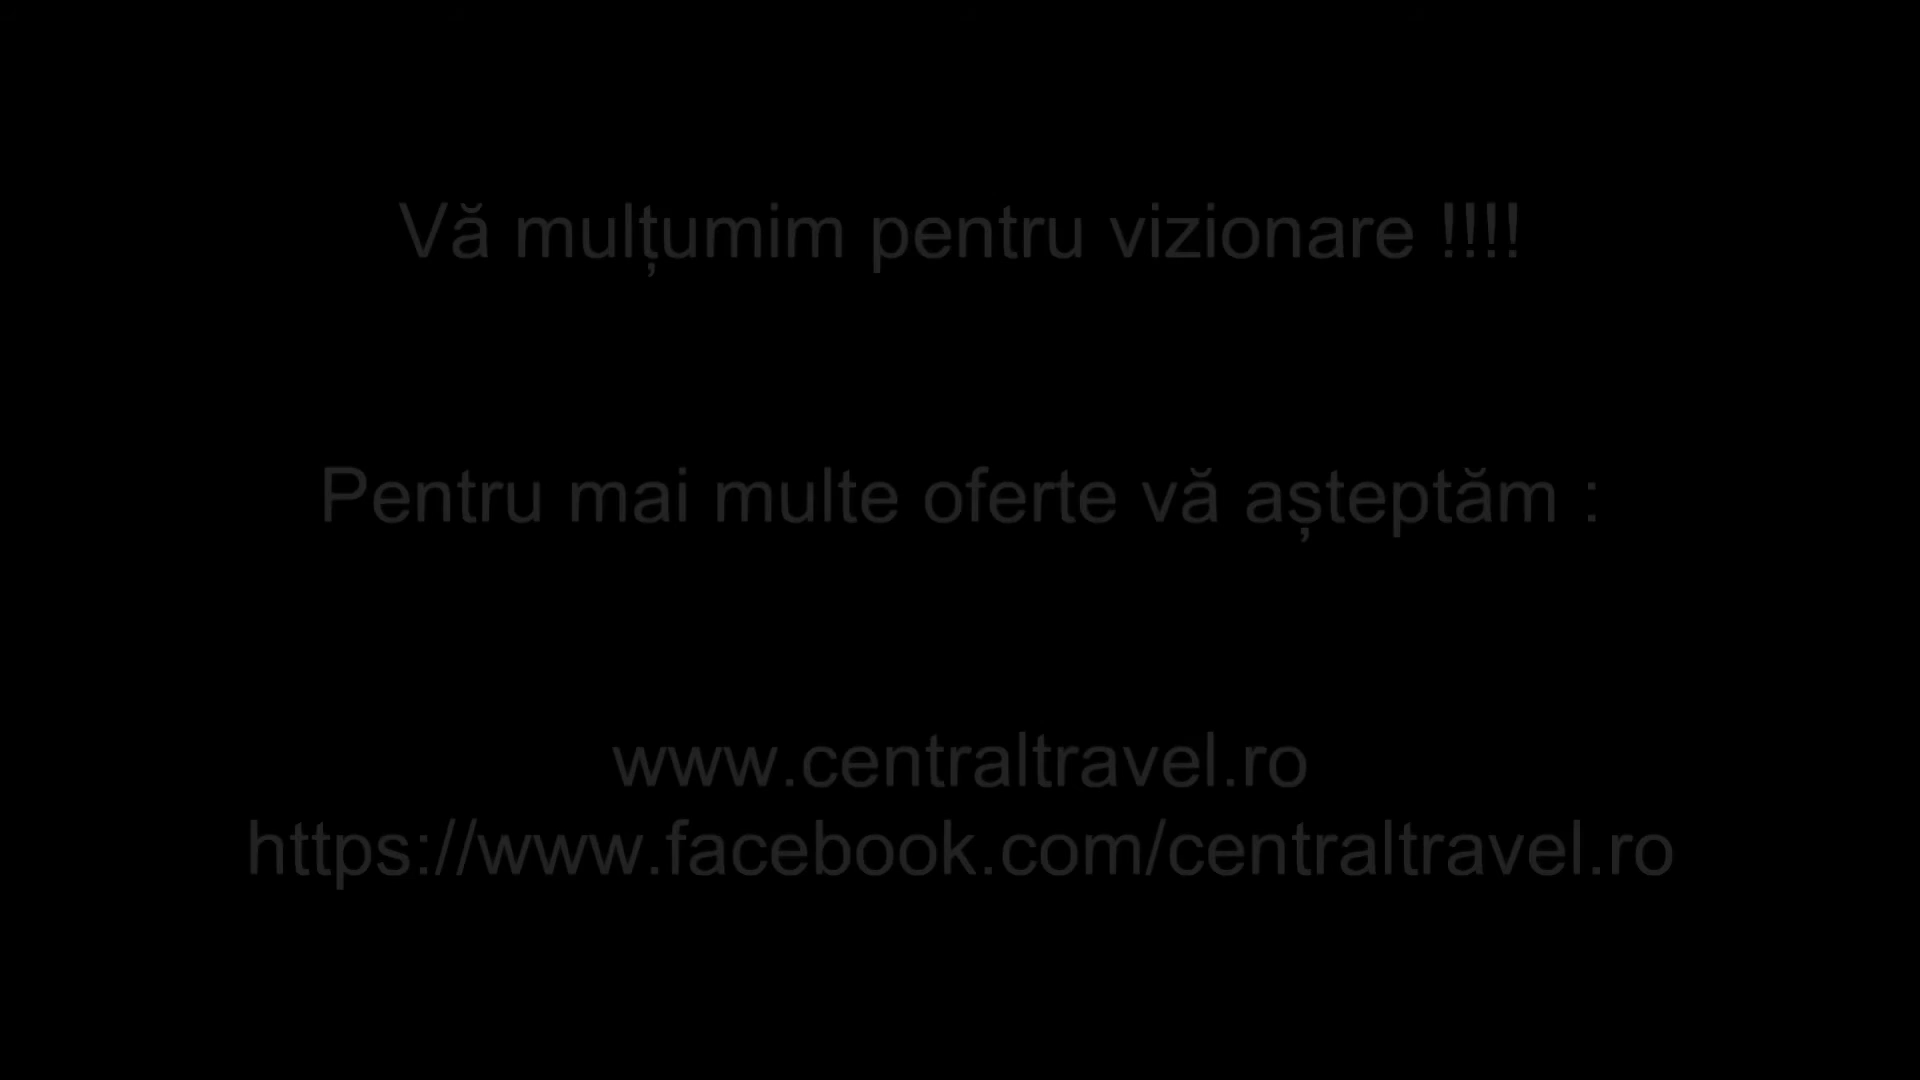 Vă mulțumim pentru vizionare !!!!
Pentru mai multe oferte vă așteptăm :
www.centraltravel.ro
https://www.facebook.com/centraltravel.ro